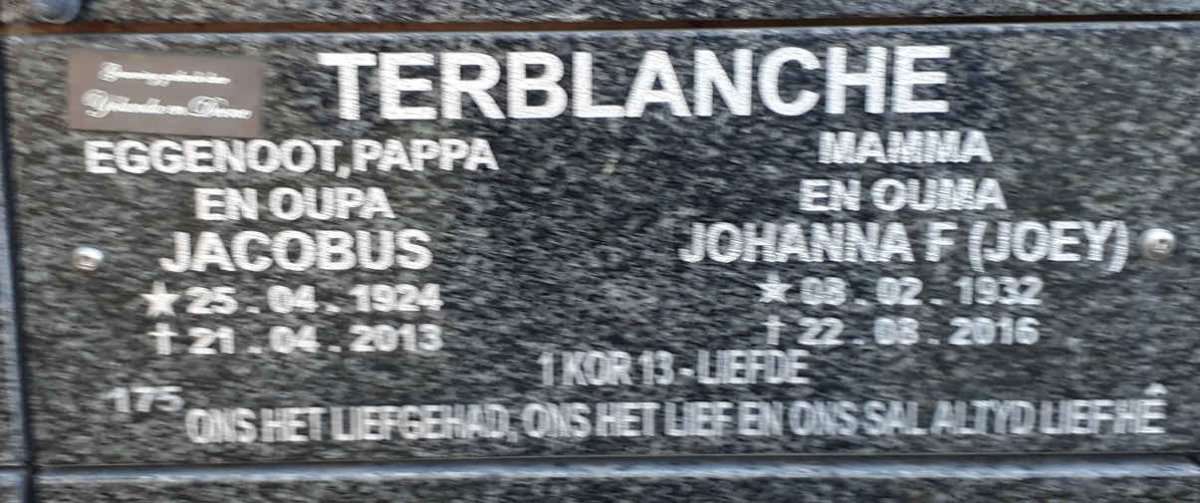 TERBLANCHE
EGGENOOT, PAPPA
EN OUPA
JACOBUS
★ 25 . 04 . 1924
† 21 . 04 . 2013
MAMMA
EN OUMA
JOHANNA F (JOEY)
★ 08 . 02 . 1932
† 22 . 08 . 2016
1 KOR 13 - LIEFDE
175
ONS HET LIEFGEHAD, ONS HET LIEF EN ONS SAL ALTYD LIEFHÊ